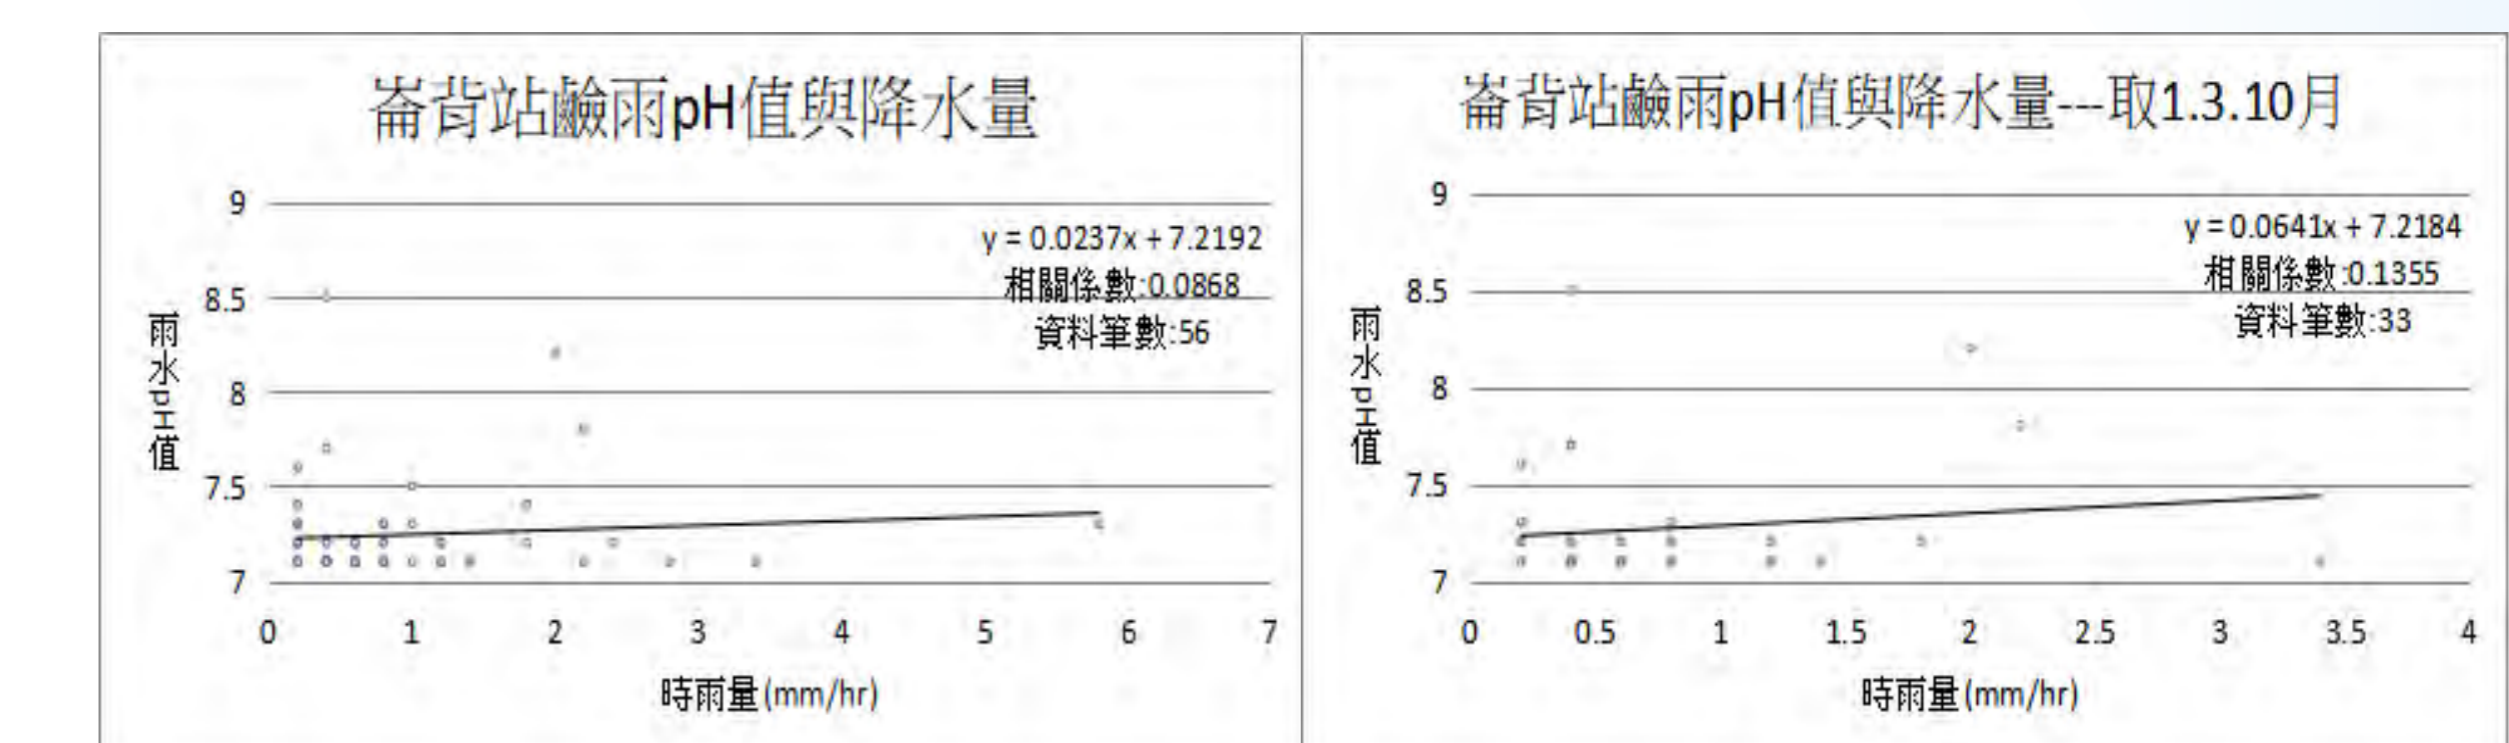 崙背站鹼雨pH值與降水量
9
8.5
8
7.5
7
y = 0.0237x + 7.2192
相關係數:0.0868
資料筆數:56
雨水pH值
0 1 2 3 4 5 6 7
時雨量(mm/hr)
崙背站鹼雨pH值與降水量---取1.3.10月
9
8.5
8
7.5
7
y = 0.0641x + 7.2184
相關係數:0.1355
資料筆數:33
雨水pH值
0 0.5 1 1.5 2 2.5 3 3.5 4
時雨量(mm/hr)